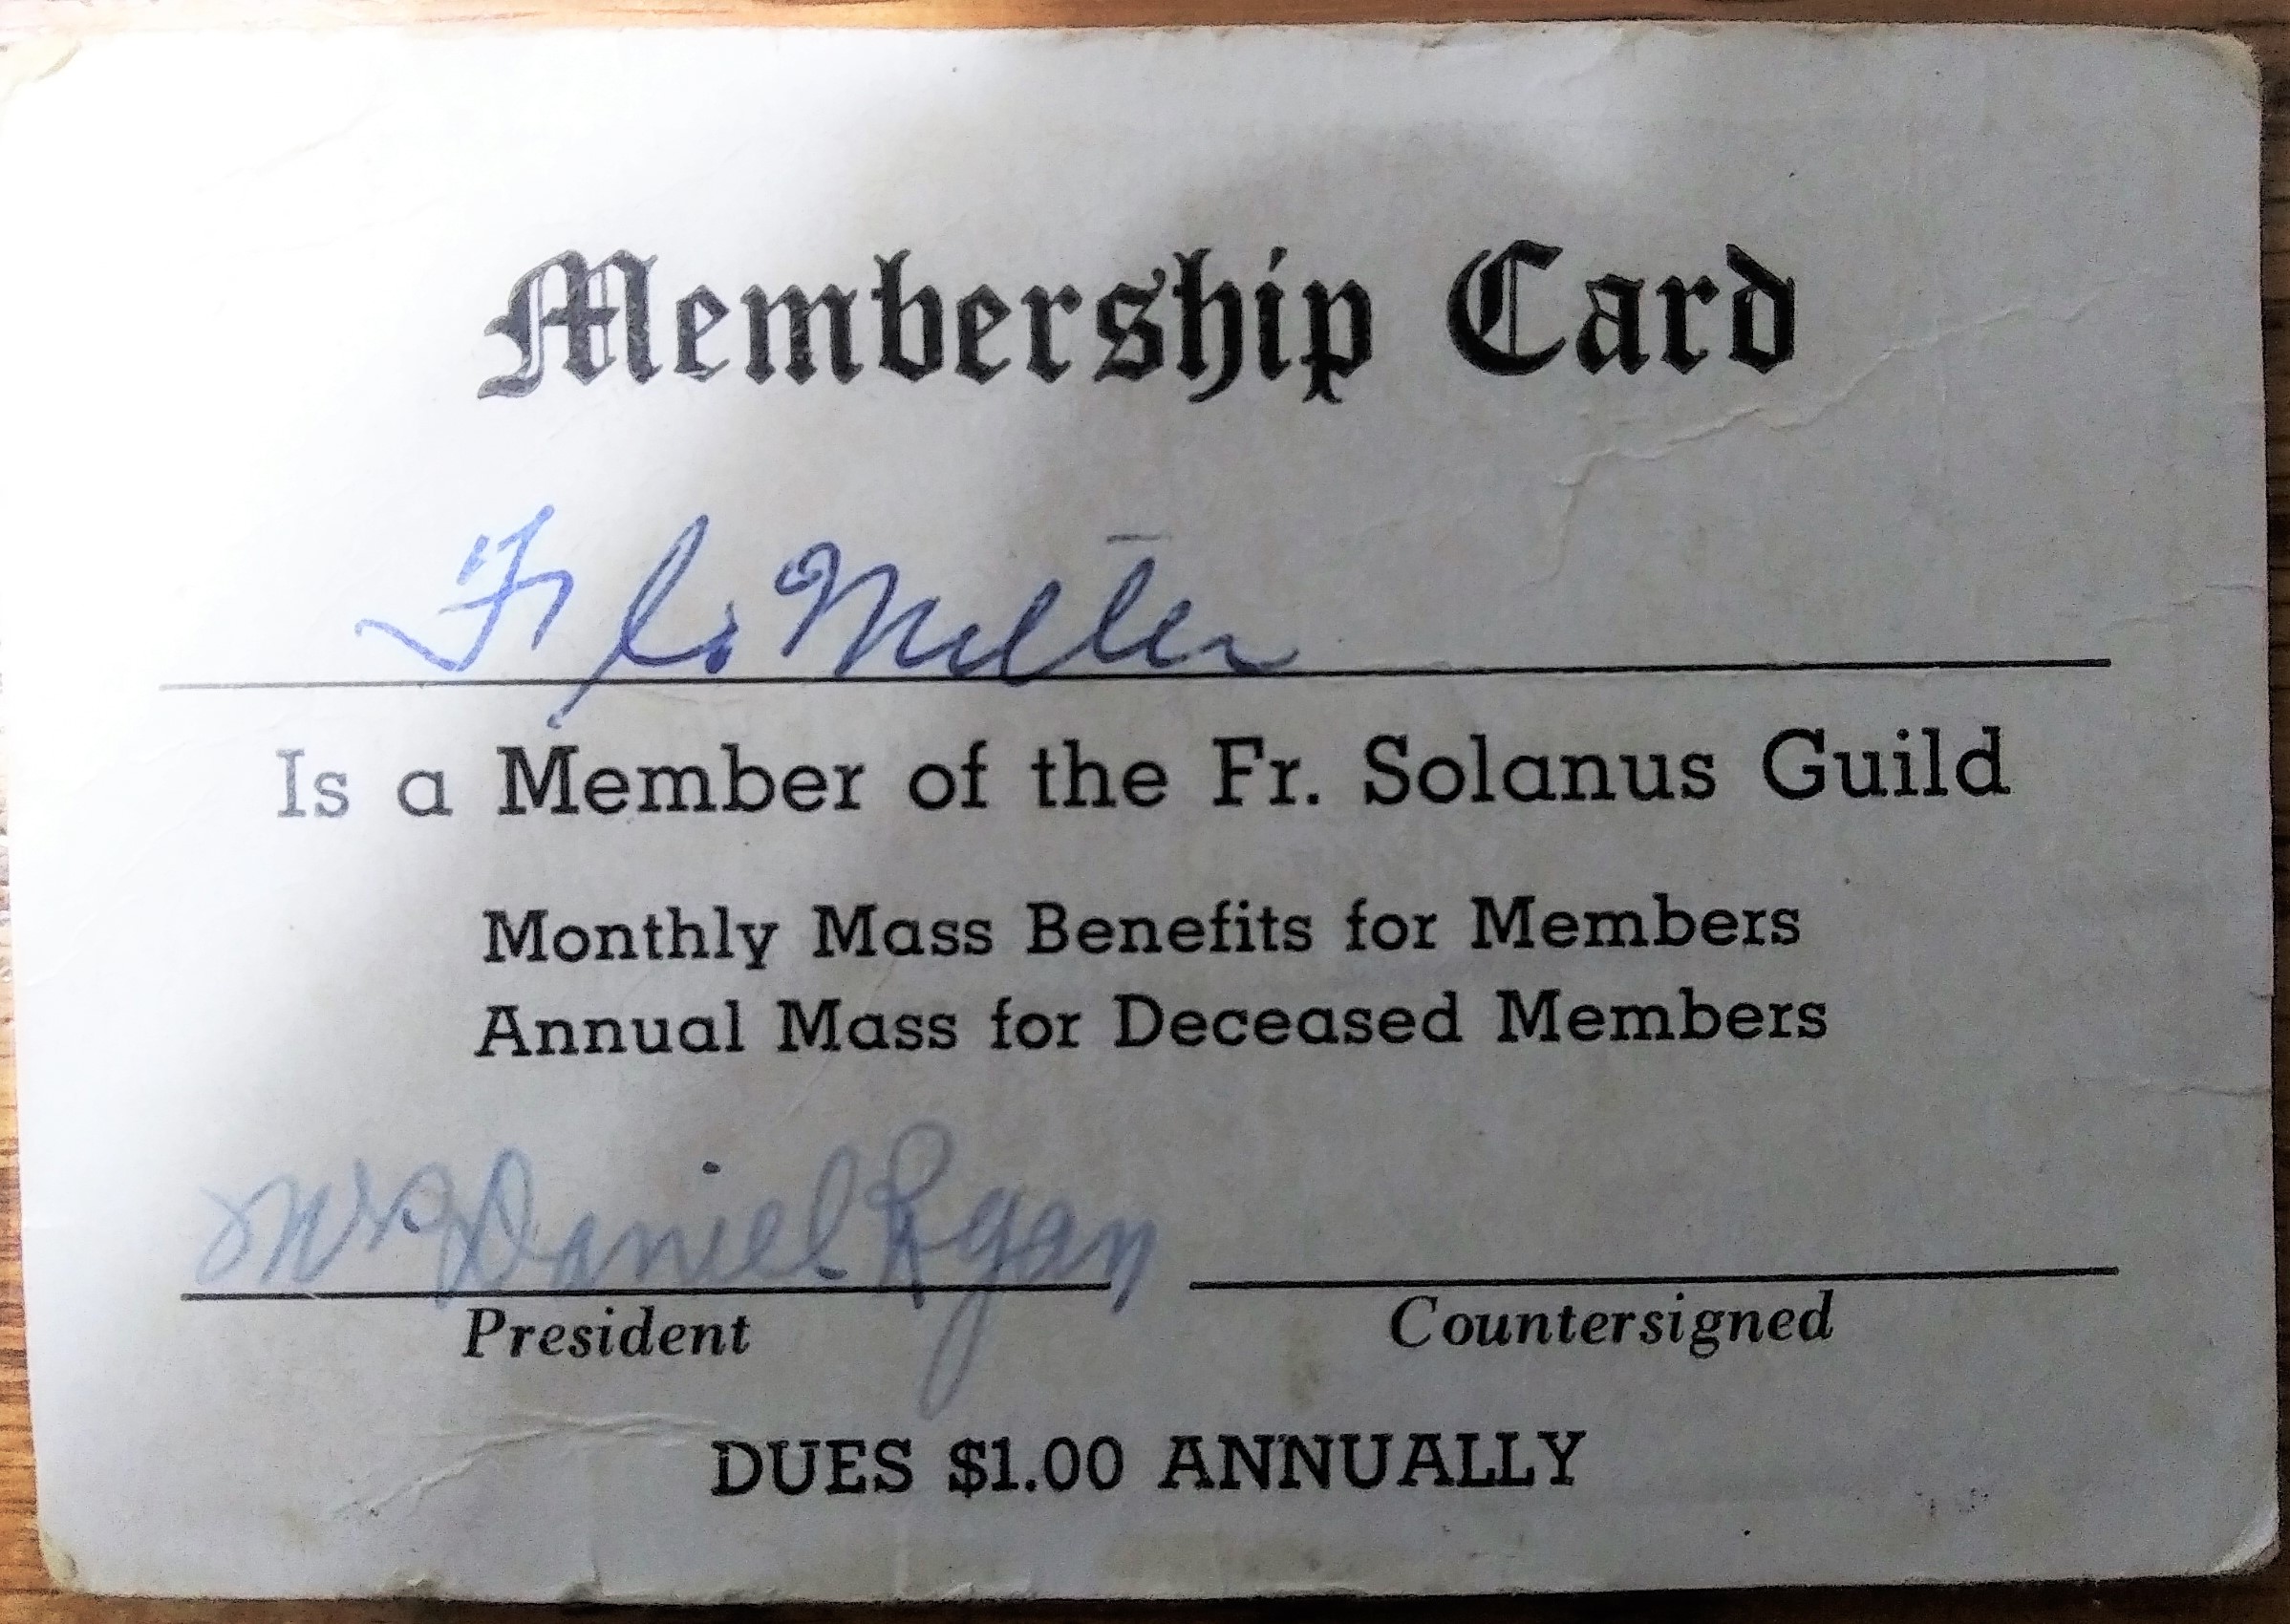 Membership Card
Miller
Is a Member of the Fr. Solanus Guild
Monthly Mass Benefits for Members
Annual Mass for Deceased Members
Mrs Daniel Ryan
President Countersigned
DUES $1.00 ANNUALLY